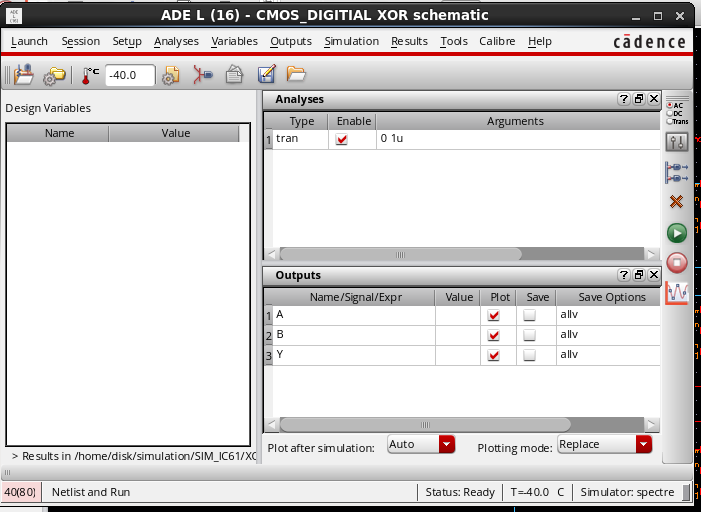 ADE L (16) - CMOS_DIGITIAL XOR schematic
Launch Session Setup Analyses Variables Outputs Simulation Results Tools Calibre Help cādence
°C -40.0
Design Variables
Name Value
Analyses
Type Enable Arguments
1 tran 0 1u
Outputs
Name/Signal/Expr Value Plot Save Save Options
1 A allv
2 B allv
3 Y allv
Plot after simulation: Auto Plotting mode: Replace
> Results in /home/disk/simulation/SIM_IC61/XO
AC
DC
Trans
40(80) Netlist and Run Status: Ready T=-40.0 C Simulator: spectre